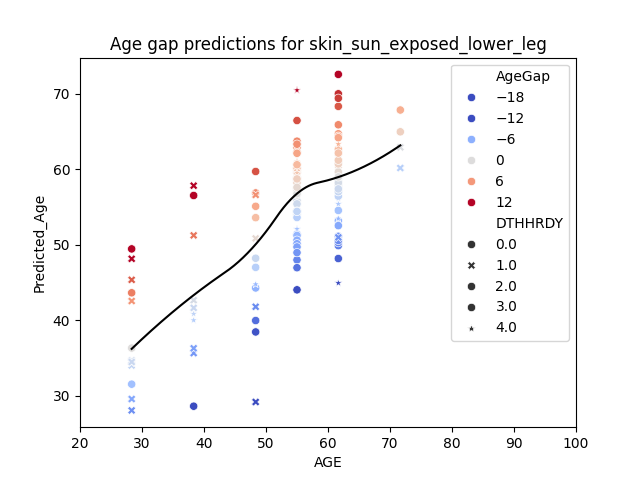 Age gap predictions for skin_sun_exposed_lower_leg
Predicted_Age
70
60
50
40
30
20 30 40 50 60 70 80 90 100
AGE
AgeGap
−18
−12
−6
0
6
12
DTHHRDY
0.0
1.0
2.0
3.0
4.0